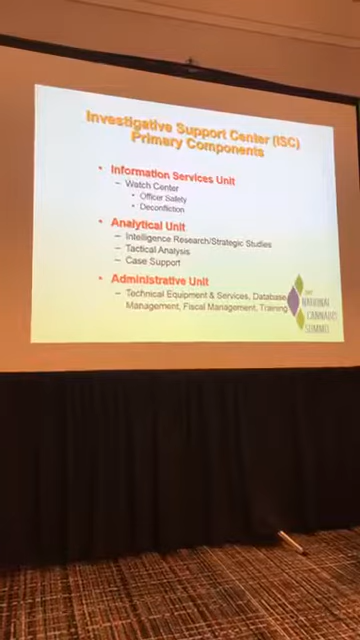 Investigative Support Center (ISC)
Primary Components
• Information Services Unit
– Watch Center
• Officer Safety
• Deconfliction
• Analytical Unit
– Intelligence Research/Strategic Studies
– Tactical Analysis
– Case Support
• Administrative Unit
– Technical Equipment & Services, Database
Management, Fiscal Management, Training
NATIONAL
CANNABIS
SUMMIT